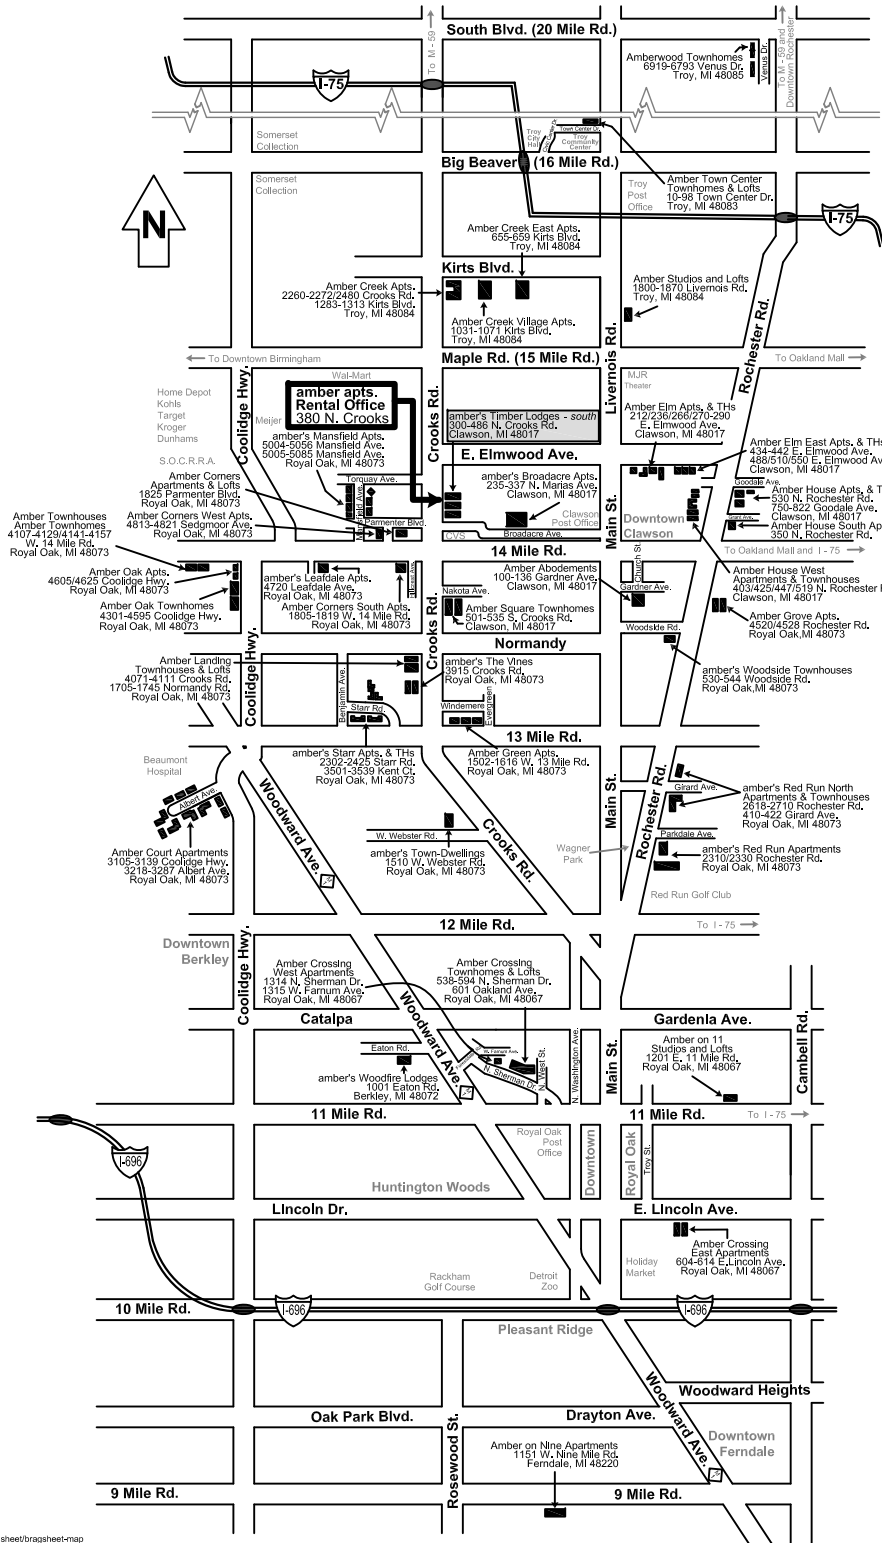 South Blvd. (20 Mile Rd.)
To M - 59
Amberwood Townhomes
6919-6793 Venus Dr.
Troy, MI 48085
Venus Dr.
To M - 59 and
Downtown Rochester
I-75
Somerset
Collection
Troy
City
Hall
Civic Center Dr.
Town Center Dr.
Troy
Community
Center
Big Beaver (16 Mile Rd.)
Somerset
Collection
Troy
Post
Office
Amber Town Center
Townhomes & Lofts
10-98 Town Center Dr.
Troy, MI 48083
N
I-75
Amber Creek East Apts.
655-659 Kirts Blvd.
Troy, MI 48084
Kirts Blvd.
Amber Creek Apts.
2260-2272/2480 Crooks Rd.
1283-1313 Kirts Blvd.
Troy, MI 48084
Amber Creek Village Apts.
1031-1071 Kirts Blvd.
Troy, MI 48084
Amber Studios and Lofts
1800-1870 Livernois Rd.
Troy, MI 48084
Livernois Rd.
Rochester Rd.
To Downtown Birmingham
Maple Rd. (15 Mile Rd.)
To Oakland Mall
Coolidge Hwy.
Crooks Rd.
Wal-Mart
MJR
Theater
Home Depot
Kohls
Target
Kroger
Dunhams
Meijer
amber apts.
Rental Office
380 N. Crooks
amber's Timber Lodges - south
300-486 N. Crooks Rd.
Clawson, MI 48017
Amber Elm Apts. & THs
212/236/266/270-290
E. Elmwood Ave.
Clawson, MI 48017
amber's Mansfield Apts.
5004-5056 Mansfield Ave.
5005-5085 Mansfield Ave.
Royal Oak, MI 48073
E. Elmwood Ave.
Amber Elm East Apts. & THs
434-442 E. Elmwood Ave.
488/510/550 E. Elmwood Av
Clawson, MI 48017
S.O.C.R.R.A.
Amber Corners
Apartments & Lofts
1825 Parmenter Blvd.
Royal Oak, MI 48073
Torquay Ave.
Mansfield Ave.
Parmenter Blvd.
amber's Broadacre Apts.
235-337 N. Marias Ave.
Clawson, MI 48017
Goodale Ave.
Amber House Apts, & T
530 N. Rochester Rd.
750-822 Goodale Ave.
Clawson, MI 48017
Grant Ave.
Amber House South Ap
350 N. Rochester Rd.
Amber Townhouses
Amber Townhomes
4107-4129/4141-4157
W. 14 Mile Rd.
Royal Oak, MI 48073
Amber Corners West Apts.
4813-4821 Sedgmoor Ave.
Royal Oak, MI 48073
Clawson
Post Office
CVS
Broadacre Ave.
Main St.
Downtown
Clawson
14 Mile Rd.
To Oakland Mall and I - 75
Church St.
Amber Oak Apts.
4605/4625 Coolidge Hwy.
Royal Oak, MI 48073
amber's Leafdale Apts.
4720 Leafdale Ave.
Royal Oak, MI 48073
Nakota Ave.
Amber Abodements
100-136 Gardner Ave.
Clawson, MI 48017
Gardner Ave.
Amber House West
Apartments & Townhouses
403/425/447/519 N. Rochester
Clawson, MI 48017
Amber Oak Townhomes
4301-4595 Coolidge Hwy.
Royal Oak, MI 48073
Amber Corners South Apts.
1805-1819 W. 14 Mile Rd.
Royal Oak, MI 48073
Crooks Rd.
Amber Square Townhomes
501-535 S. Crooks Rd.
Clawson, MI 48017
Amber Grove Apts.
4520/4528 Rochester Rd.
Royal Oak,MI 48073
Woodside Rd.
Coolidge Hwy.
Normandy
Amber Landing
Townhouses & Lofts
4071-4111 Crooks Rd.
1705-1745 Normandy Rd.
Royal Oak, MI 48073
amber's The Vines
3915 Crooks Rd.
Royal Oak, MI 48073
amber's Woodside Townhouses
530-544 Woodside Rd.
Royal Oak,MI 48073
Benjamin Ave.
Starr Rd.
Windemere
Evergreen
13 Mile Rd.
Beaumont
Hospital
amber's Starr Apts. & THs
2302-2425 Starr Rd.
3501-3539 Kent Ct.
Royal Oak, MI 48073
Amber Green Apts.
1502-1616 W. 13 Mile Rd.
Royal Oak, MI 48073
Albert Ave.
Woodward Ave.
Main St.
Rochester Rd.
Girard Ave.
amber's Red Run North
Apartments & Townhouses
2618-2710 Rochester Rd.
410-422 Girard Ave.
Royal Oak, MI 48073
W. Webster Rd.
Crooks Rd.
Parkdale Ave.
Amber Court Apartments
3105-3139 Coolidge Hwy.
3218-3287 Albert Ave.
Royal Oak, MI 48073
amber's Town-Dwellings
1510 W. Webster Rd.
Royal Oak, MI 48073
Wagner
Park
amber's Red Run Apartments
2310/2330 Rochester Rd.
Royal Oak, MI 48073
Red Run Golf Club
12 Mile Rd.
To I - 75
Downtown
Berkley
Coolidge Hwy.
Amber Crossing
West Apartments
1314 N. Sherman Dr.
1315 W. Farnum Ave.
Royal Oak, MI 48067
Amber Crossing
Townhomes & Lofts
538-594 N. Sherman Dr.
601 Oakland Ave.
Royal Oak, MI 48067
Catalpa
Woodward Ave.
Gardenia Ave.
Cambell Rd.
Eaton Rd.
W. Farnum Ave.
N. Sherman Dr.
N. West St.
N. Washington Ave.
Main St.
Amber on 11
Studios and Lofts
1201 E. 11 Mile Rd.
Royal Oak, MI 48067
amber's Woodfire Lodges
1001 Eaton Rd.
Berkley, MI 48072
11 Mile Rd.
11 Mile Rd.
To I - 75
I-696
Royal Oak
Post
Office
Downtown
Royal Oak
Troy St.
Huntington Woods
Lincoln Dr.
E. Lincoln Ave.
Amber Crossing
East Apartments
604-614 E.Lincoln Ave.
Royal Oak, MI 48067
Holiday
Market
Rackham
Golf Course
Detroit
Zoo
10 Mile Rd.
I-696
I-696
Pleasant Ridge
Woodward Ave.
Woodward Heights
Oak Park Blvd.
Rosewood St.
Drayton Ave.
Downtown
Ferndale
Amber on Nine Apartments
1151 W. Nine Mile Rd.
Ferndale, MI 48220
9 Mile Rd.
9 Mile Rd.
sheet/bragsheet-map